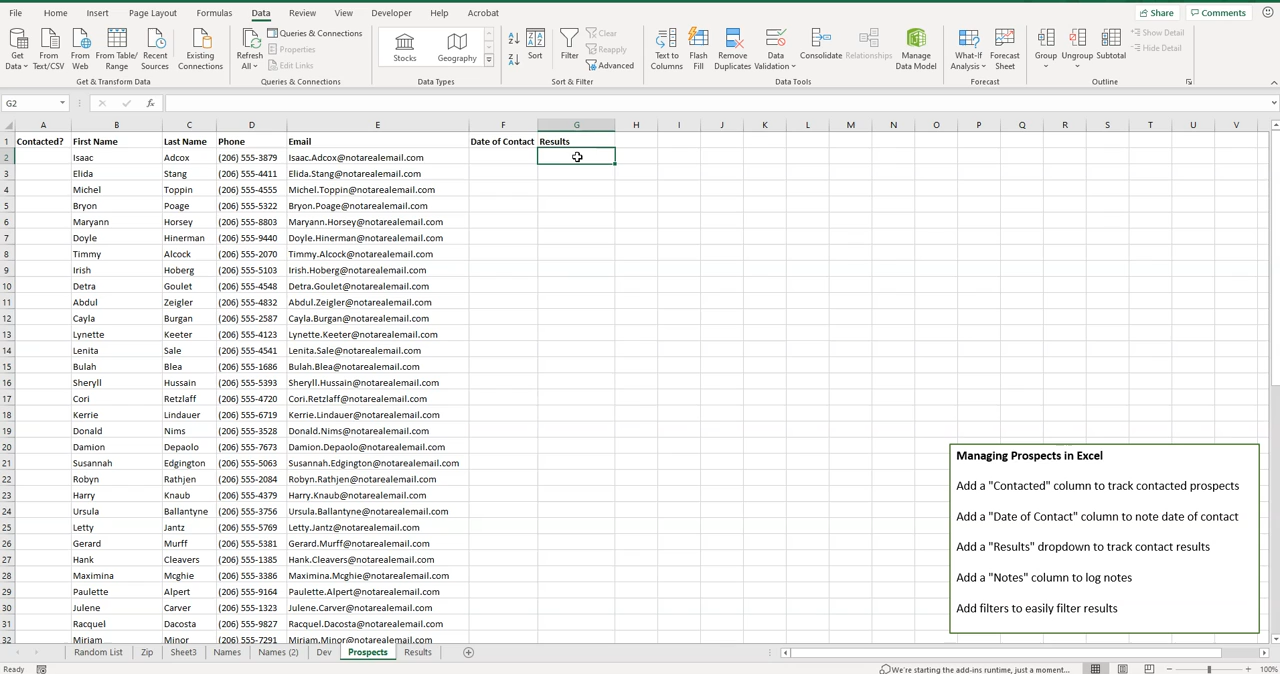 File Home Insert Page Layout Formulas Data Review View Developer Help Acrobat Share Comments
Get Data From Text/CSV From Web From Table/ Range Recent Sources Existing Connections Refresh All Queries & Connections Properties Edit Links Stocks Geography Sort Filter Clear Reapply Advanced Text to Columns Flash Fill Remove Duplicates Data Validation Consolidate Relationships Manage Data Model What-If Analysis Forecast Sheet Group Ungroup Subtotal Show Detail Hide Detail
Get & Transform Data Queries & Connections Data Types Sort & Filter Data Tools Forecast Outline
G2 fx
A B C D E F G H I J K L M N O P Q R S T U V
1 Contacted? First Name Last Name Phone Email Date of Contact Results
2 Isaac Adcox (206) 555-3879 Isaac.Adcox@notarealemail.com
3 Elida Stang (206) 555-4411 Elida.Stang@notarealemail.com
4 Michel Toppin (206) 555-4555 Michel.Toppin@notarealemail.com
5 Bryon Poage (206) 555-5322 Bryon.Poage@notarealemail.com
6 Maryann Horsey (206) 555-8803 Maryann.Horsey@notarealemail.com
7 Doyle Hinerman (206) 555-9440 Doyle.Hinerman@notarealemail.com
8 Timmy Alcock (206) 555-2070 Timmy.Alcock@notarealemail.com
9 Irish Hoberg (206) 555-5103 Irish.Hoberg@notarealemail.com
10 Detra Goulet (206) 555-4548 Detra.Goulet@notarealemail.com
11 Abdul Zeigler (206) 555-4832 Abdul.Zeigler@notarealemail.com
12 Cayla Burgan (206) 555-2587 Cayla.Burgan@notarealemail.com
13 Lynette Keeter (206) 555-4123 Lynette.Keeter@notarealemail.com
14 Lenita Sale (206) 555-4541 Lenita.Sale@notarealemail.com
15 Bulah Blea (206) 555-1686 Bulah.Blea@notarealemail.com
16 Sheryll Hussain (206) 555-5393 Sheryll.Hussain@notarealemail.com
17 Cori Retzlaff (206) 555-4720 Cori.Retzlaff@notarealemail.com
18 Kerrie Lindauer (206) 555-6719 Kerrie.Lindauer@notarealemail.com
19 Donald Nims (206) 555-3528 Donald.Nims@notarealemail.com
20 Damion Depaolo (206) 555-7673 Damion.Depaolo@notarealemail.com
21 Susannah Edgington (206) 555-5063 Susannah.Edgington@notarealemail.com
22 Robyn Rathjen (206) 555-2084 Robyn.Rathjen@notarealemail.com
23 Harry Knaub (206) 555-4379 Harry.Knaub@notarealemail.com
24 Ursula Ballantyne (206) 555-3756 Ursula.Ballantyne@notarealemail.com
25 Letty Jantz (206) 555-5769 Letty.Jantz@notarealemail.com
26 Gerard Murff (206) 555-5381 Gerard.Murff@notarealemail.com
27 Hank Cleavers (206) 555-1385 Hank.Cleavers@notarealemail.com
28 Maximina Mcghie (206) 555-3386 Maximina.Mcghie@notarealemail.com
29 Paulette Alpert (206) 555-9164 Paulette.Alpert@notarealemail.com
30 Julene Carver (206) 555-1323 Julene.Carver@notarealemail.com
31 Racquel Dacosta (206) 555-9827 Racquel.Dacosta@notarealemail.com
32 Miriam Minor (206) 555-7291 Miriam.Minor@notarealemail.com
Managing Prospects in Excel
Add a "Contacted" column to track contacted prospects
Add a "Date of Contact" column to note date of contact
Add a "Results" dropdown to track contact results
Add a "Notes" column to log notes
Add filters to easily filter results
Random List Zip Sheet3 Names Names (2) Dev Prospects Results
Ready We're starting the add-ins runtime, just a moment... 100%